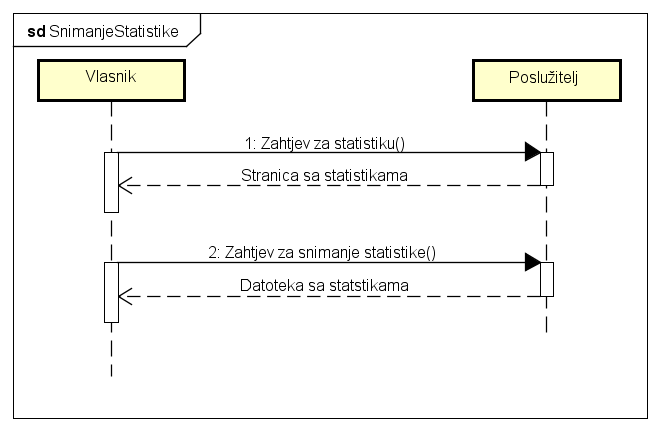 sd SnimanjeStatistike
Vlasnik
Poslužitelj
1: Zahtjev za statistiku()
Stranica sa statistikama
2: Zahtjev za snimanje statistike()
Datoteka sa statstikama